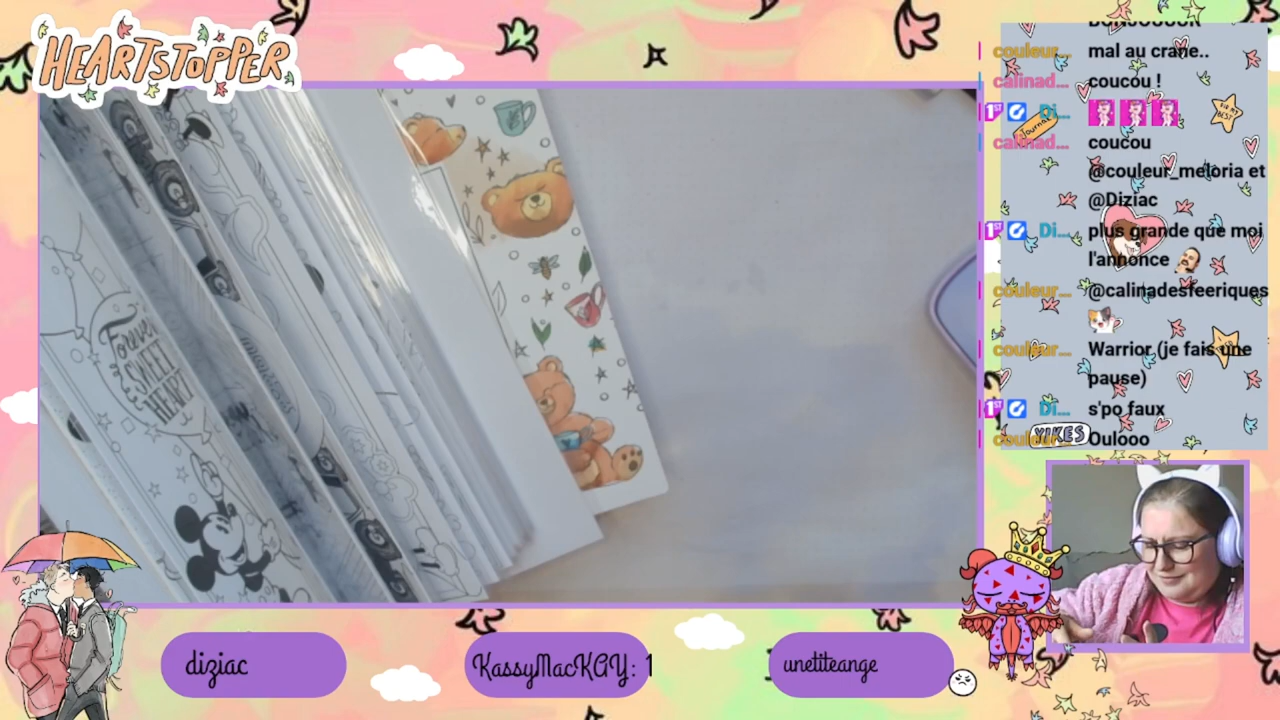 HEARTSTOPPER
couleur... mal au crane..
calinad... coucou !
Di...
calinad... coucou
@couleur_meloria et
@Diziac
Di... plus grande que moi
l'annonce
couleur... @calinadesfeeriques
couleur... Warrior (je fais une
pause)
Di... s'po faux
couleur... Oulooo
Journal
YIKES
Forever
SWEET
HEART
diziac
KassyMacKAY: 1
unetiteange